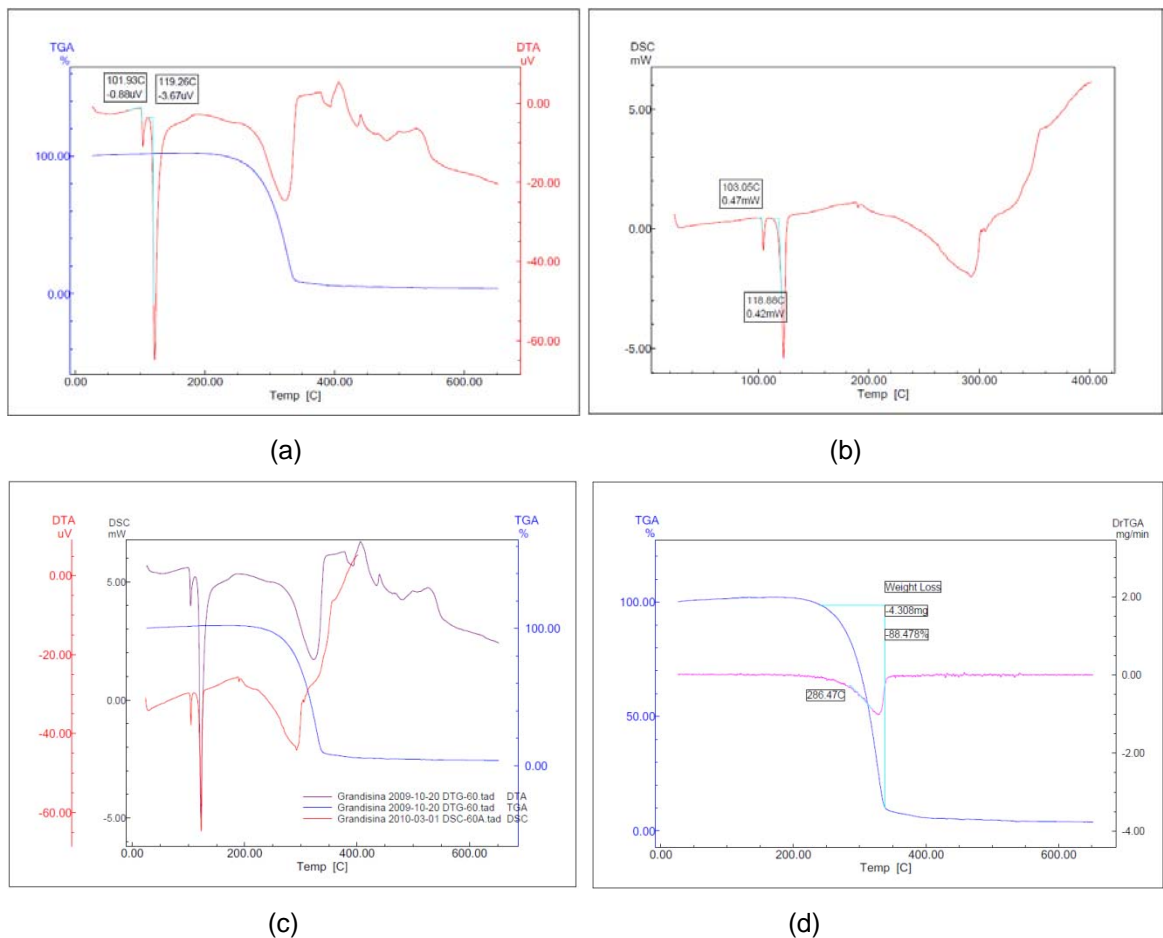 TGA
%
DTA
uV
101.93C
-0.88uV
119.26C
-3.67uV
0.00
100.00
-20.00
-40.00
0.00
-60.00
0.00
200.00
400.00
600.00
Temp [C]
(a)
DSC
mW
5.00
103.05C
0.47mW
0.00
118.88C
0.42mW
-5.00
100.00
200.00
300.00
400.00
Temp [C]
(b)
DTA
uV
DSC
mW
TGA
%
0.00
5.00
100.00
-20.00
0.00
-40.00
0.00
-60.00
-5.00
Grandisina 2009-10-20 DTG-60.tad DTA
Grandisina 2009-10-20 DTG-60.tad TGA
Grandisina 2010-03-01 DSC-60A.tad DSC
0.00
200.00
400.00
600.00
Temp [C]
(c)
TGA
%
DrTGA
mg/min
Weight Loss
-4.308mg
-88.478%
100.00
2.00
0.00
286.47C
50.00
-2.00
0.00
-4.00
0.00
200.00
400.00
600.00
Temp [C]
(d)